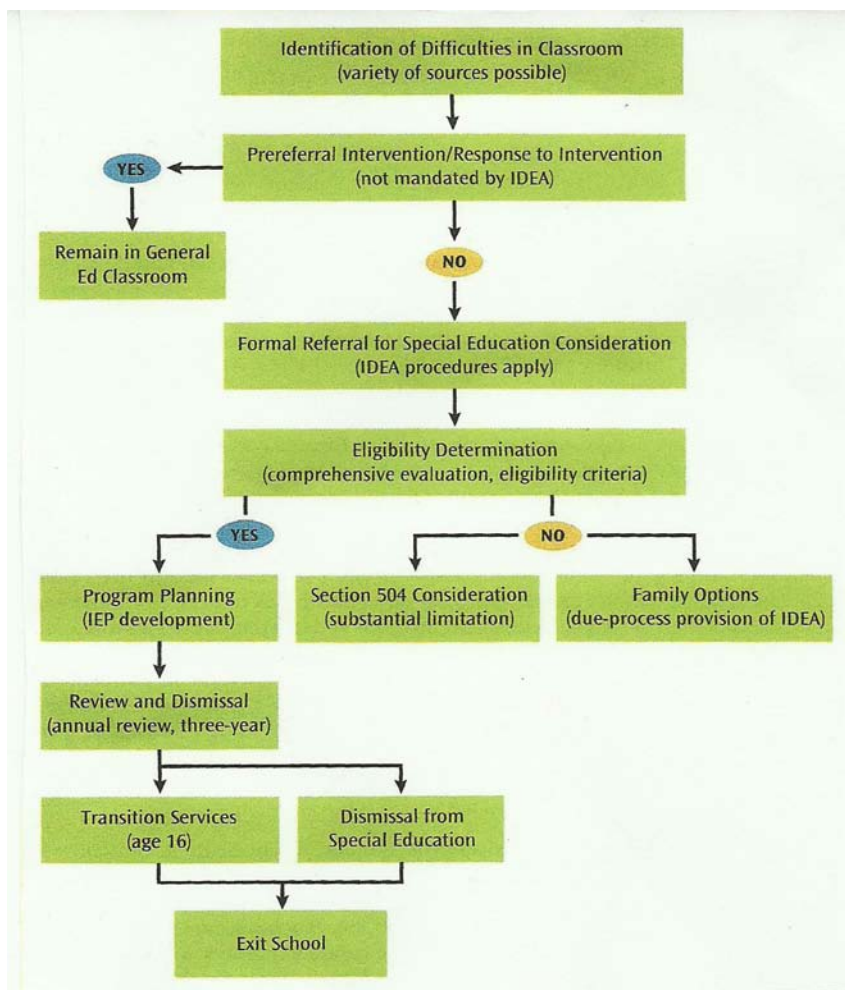 Identification of Difficulties in Classroom
(variety of sources possible)
Prereferral Intervention/Response to Intervention
(not mandated by IDEA)
YES
Remain in General
Ed Classroom
NO
Formal Referral for Special Education Consideration
(IDEA procedures apply)
Eligibility Determination
(comprehensive evaluation, eligibility criteria)
YES
NO
Program Planning
(IEP development)
Section 504 Consideration
(substantial limitation)
Family Options
(due-process provision of IDEA)
Review and Dismissal
(annual review, three-year)
Transition Services
(age 16)
Dismissal from
Special Education
Exit School